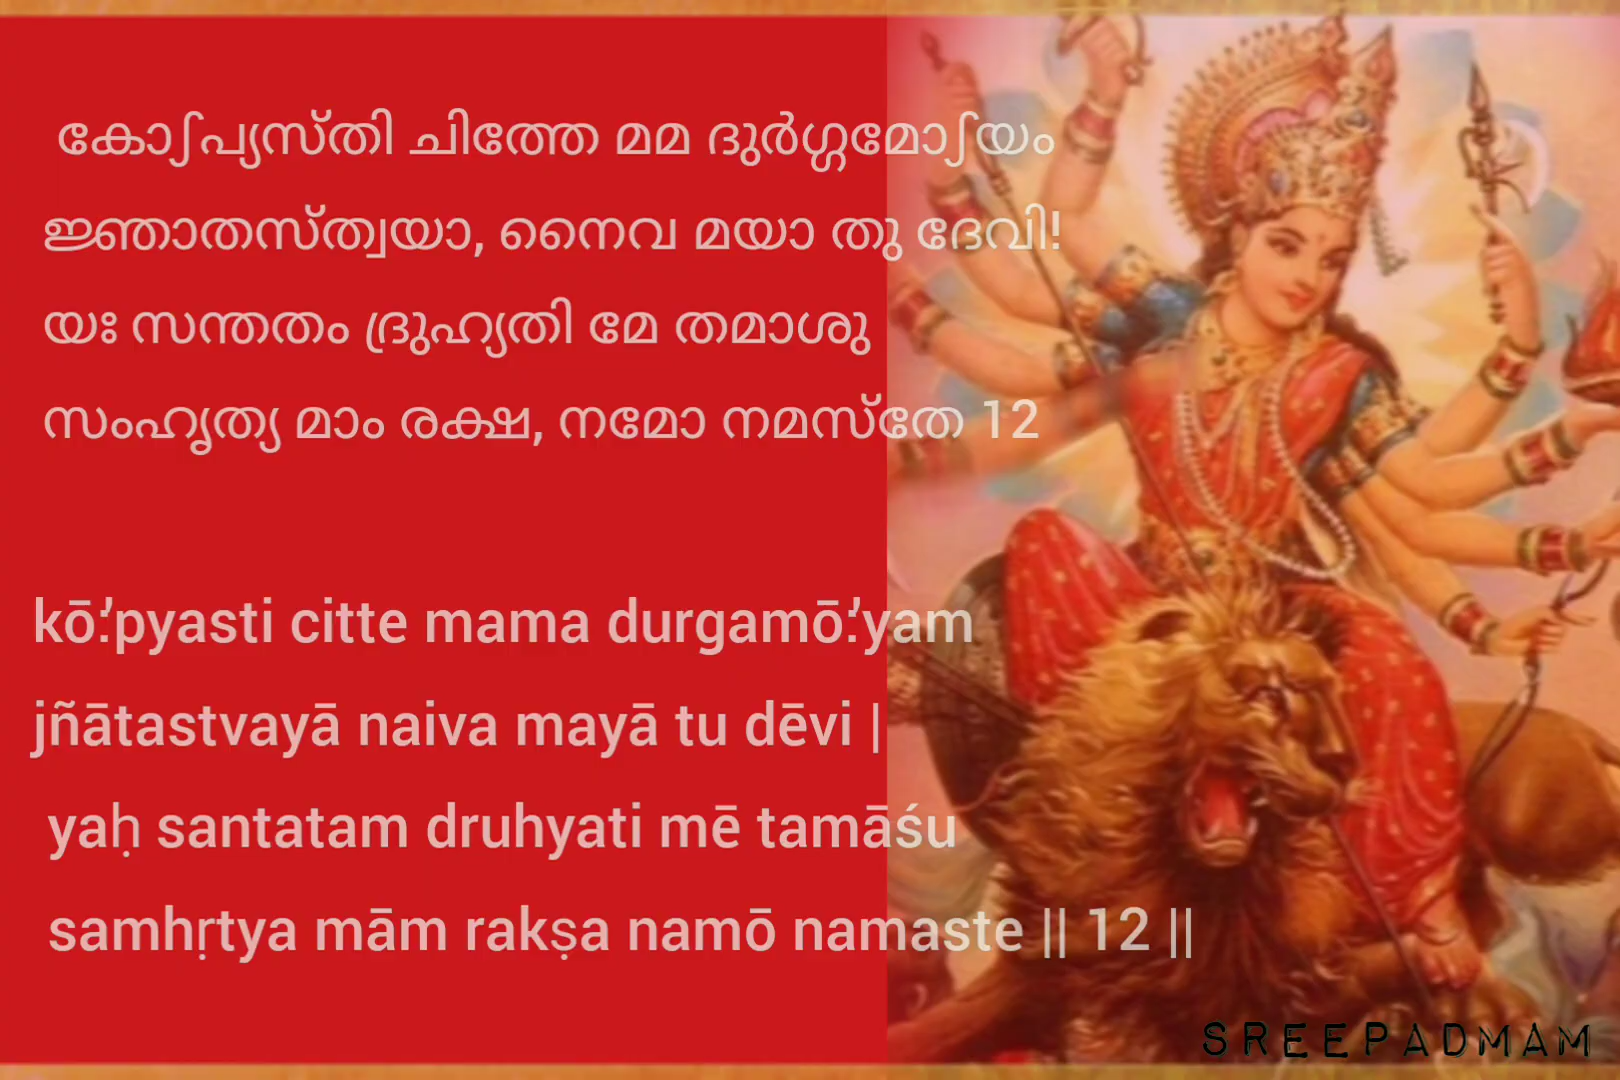 കോഽപ്യസ്തി ചിത്തേ മമ ദുർഗ്ഗമോഽയം
ജ്ഞാതസ്ത്വയാ, നൈവ മയാ തു ദേവി!
യഃ സന്തതം ദ്രുഹ്യതി മേ തമാശു
സംഹൃത്യ മാം രക്ഷ, നമോ നമസ്തേ 12
kō:'pyasti citte mama durgamō:'yam
jñātastvayā naiva mayā tu dēvi |
yaḥ santatam druhyati mē tamāśu
samhṛtya mām rakṣa namō namaste || 12 ||
SREEPADMAM